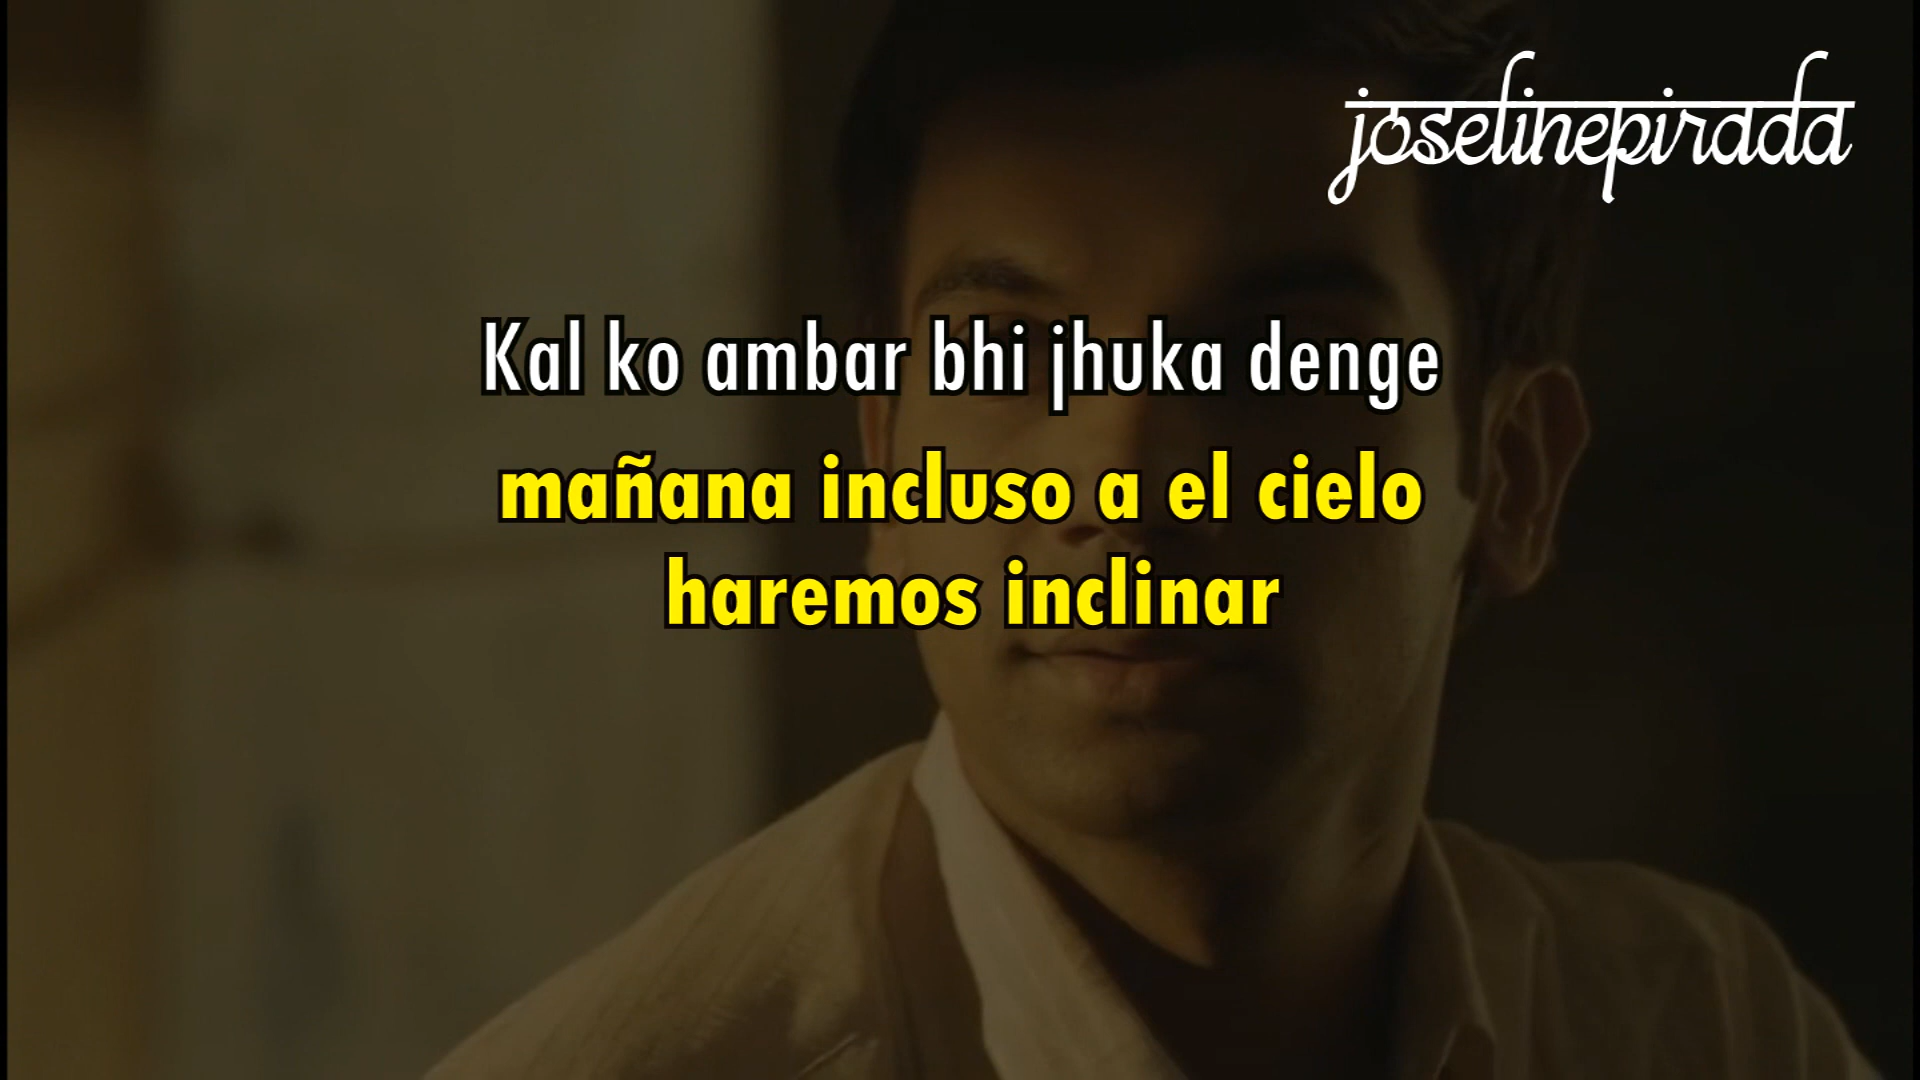 joselinepirada
Kal ko ambar bhi jhuka denge
mañana incluso a el cielo
haremos inclinar